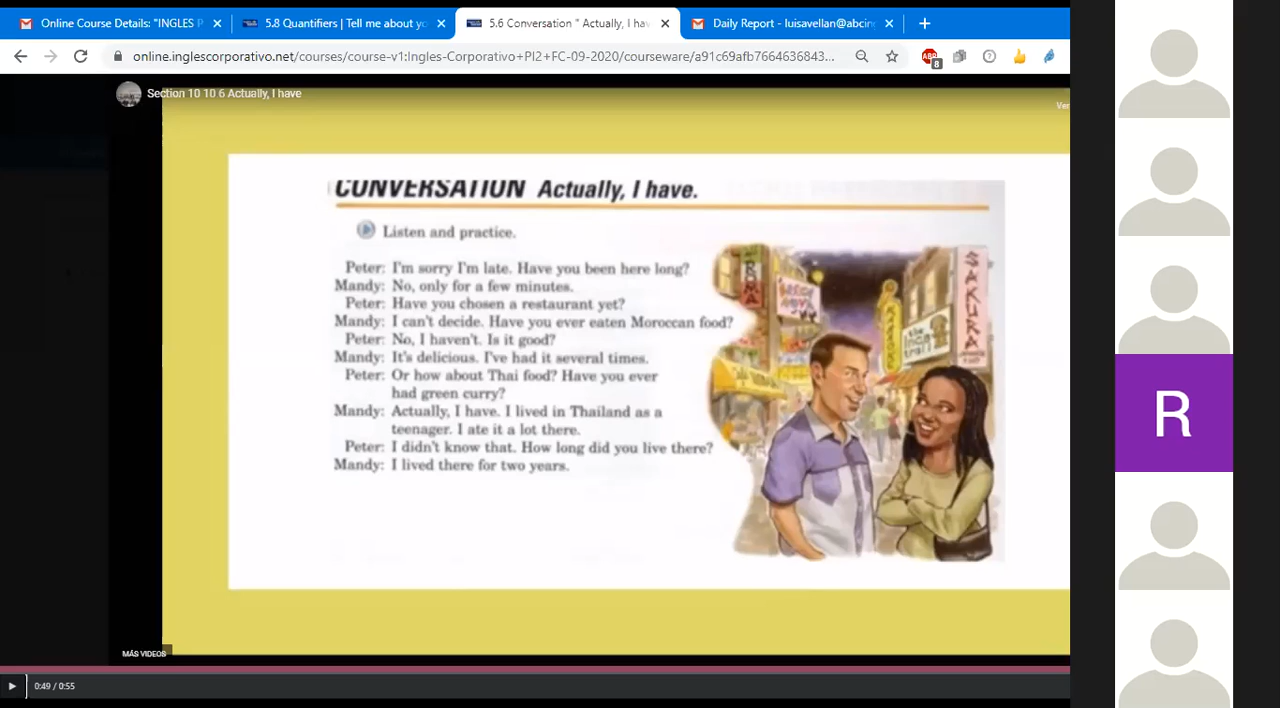 Online Course Details: "INGLES P
5.8 Quantifiers | Tell me about yo
5.6 Conversation " Actually, I hav
Daily Report - luisavellan@abcin
online.inglescorporativo.net/courses/course-v1:Ingles-Corporativo+PI2+FC-09-2020/courseware/a91c69afb7664636843...
ABP
8
Section 10 10 6 Actually, I have
Ver
CONVERSATION Actually, I have.
Listen and practice.
Peter: I'm sorry I'm late. Have you been here long?
Mandy: No, only for a few minutes.
Peter: Have you chosen a restaurant yet?
Mandy: I can't decide. Have you ever eaten Moroccan food?
Peter: No, I haven't. Is it good?
Mandy: It's delicious. I've had it several times.
Peter: Or how about Thai food? Have you ever
had green curry?
Mandy: Actually, I have. I lived in Thailand as a
teenager. I ate it a lot there.
Peter: I didn't know that. How long did you live there?
Mandy: I lived there for two years.
ROMA
SAKURA
the Inca trail
R
MÁS VIDEOS
0:49 / 0:55